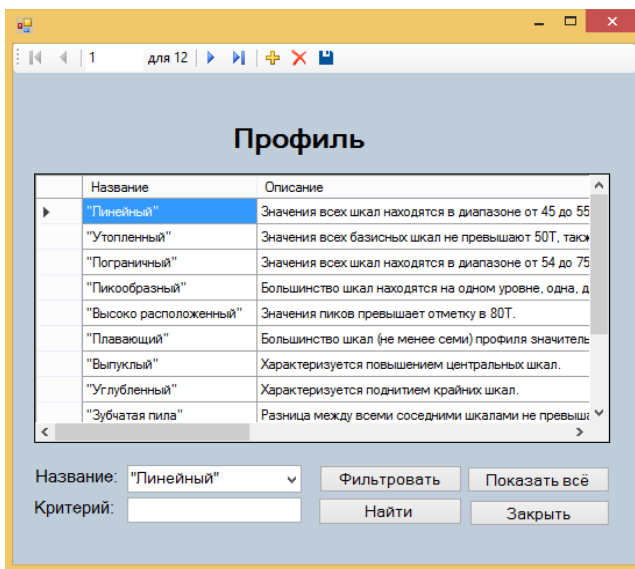 1 для 12
Профиль
Название Описание
"Линейный" Значения всех шкал находятся в диапазоне от 45 до 55
"Утопленный" Значения всех базисных шкал не превышают 50Т, такж
"Пограничный" Значения всех шкал находятся в диапазоне от 54 до 75
"Пикообразный" Большинство шкал находятся на одном уровне, одна, д
"Высоко расположенный" Значения пиков превышает отметку в 80Т.
"Плавающий" Большинство шкал (не менее семи) профиля значитель
"Выпуклый" Характеризуется повышением центральных шкал.
"Углубленный" Характеризуется поднитием крайних шкал.
"Зубчатая пила" Разница между всеми соседними шкалами не превыша
Название: "Линейный" Фильтровать Показать всё
Критерий: Найти Закрыть